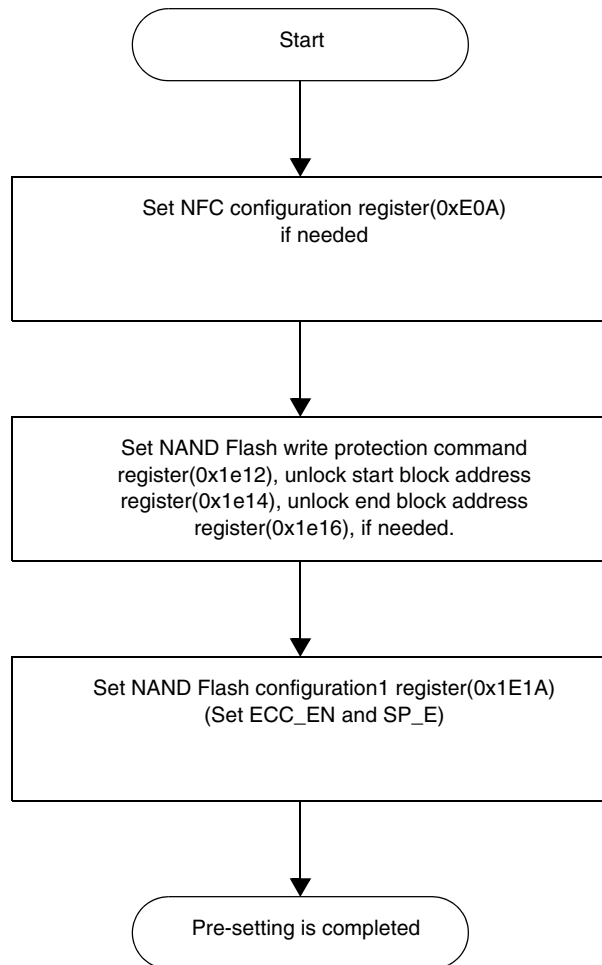 Start
Set NFC configuration register(0xE0A)
if needed
Set NAND Flash write protection command
register(0x1e12), unlock start block address
register(0x1e14), unlock end block address
register(0x1e16), if needed.
Set NAND Flash configuration1 register(0x1E1A)
(Set ECC_EN and SP_E)
Pre-setting is completed